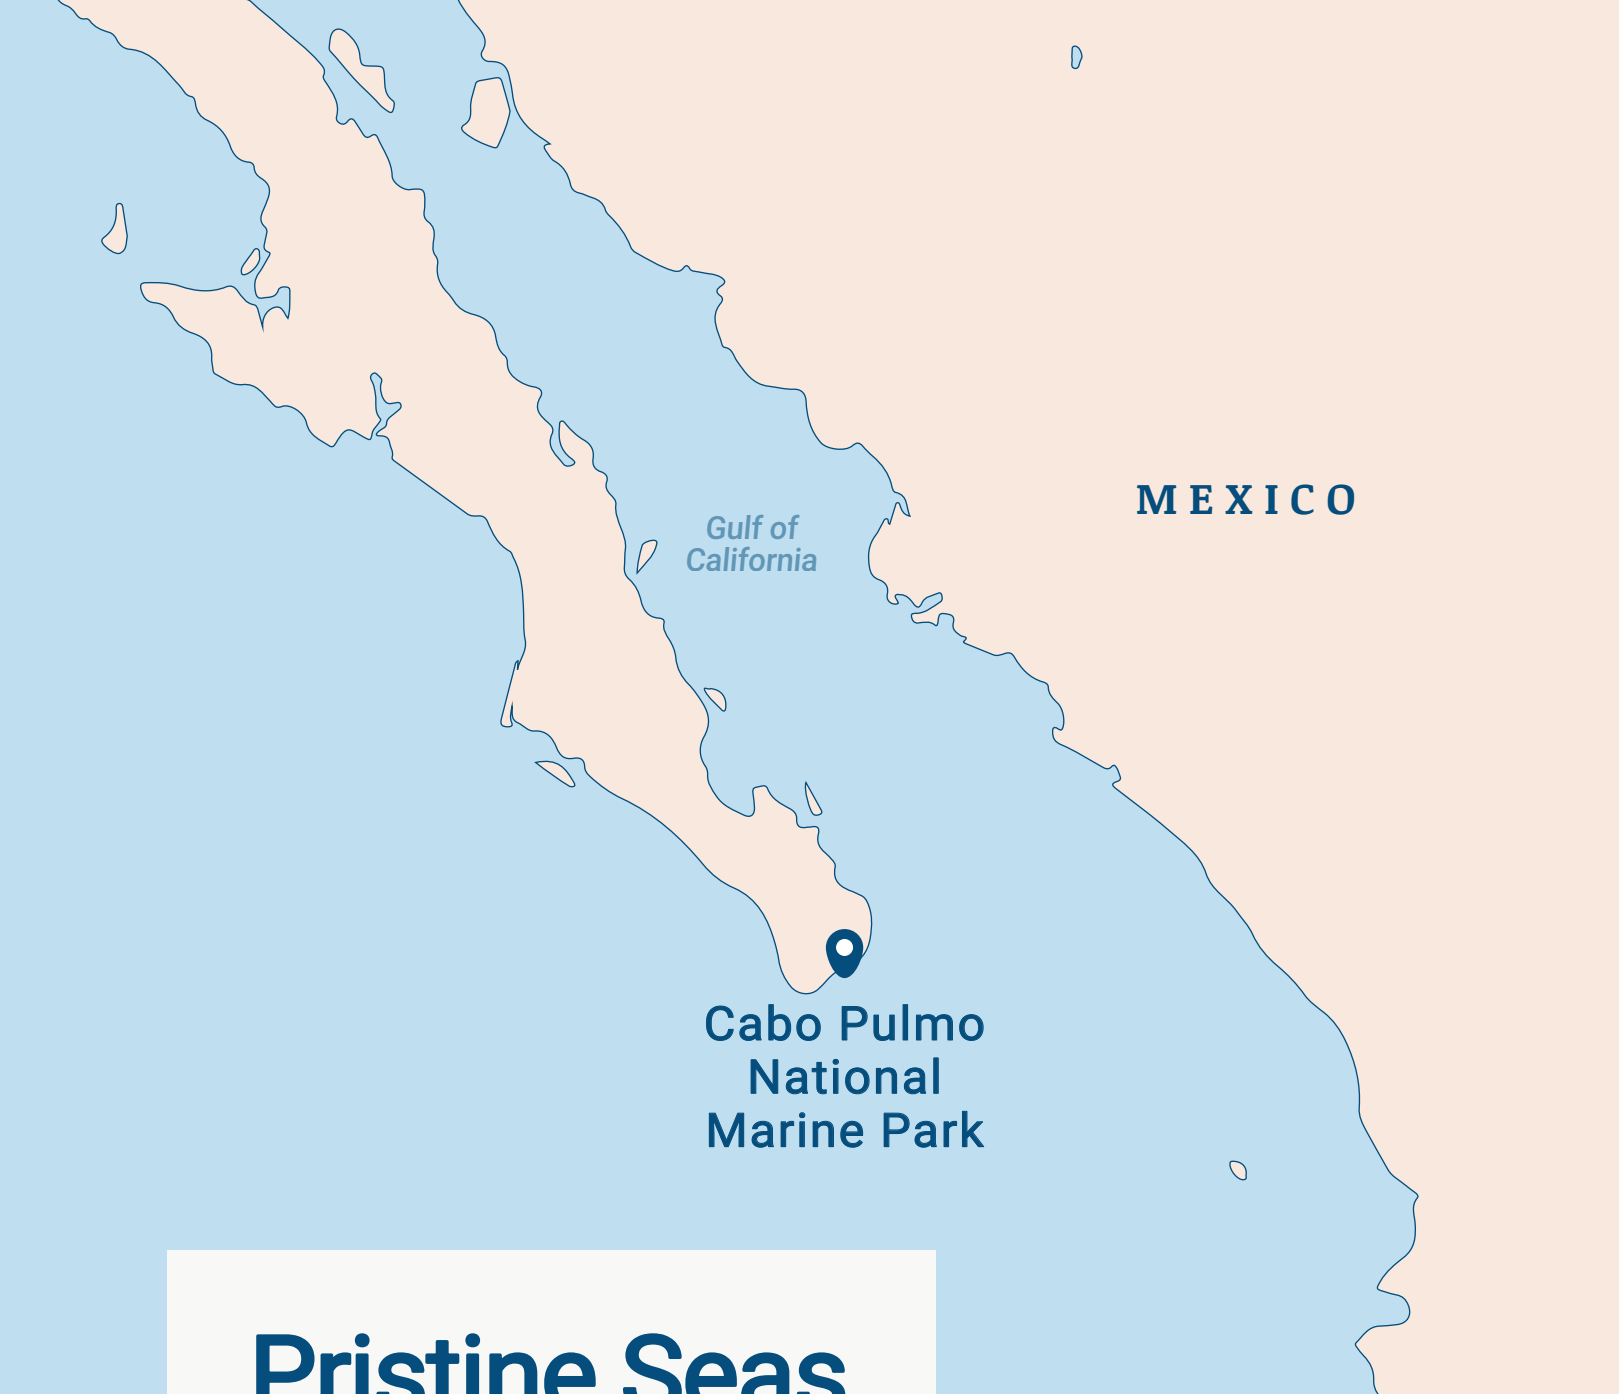 MEXICO
Gulf of
California
Cabo Pulmo
National
Marine Park
Pristine Seas